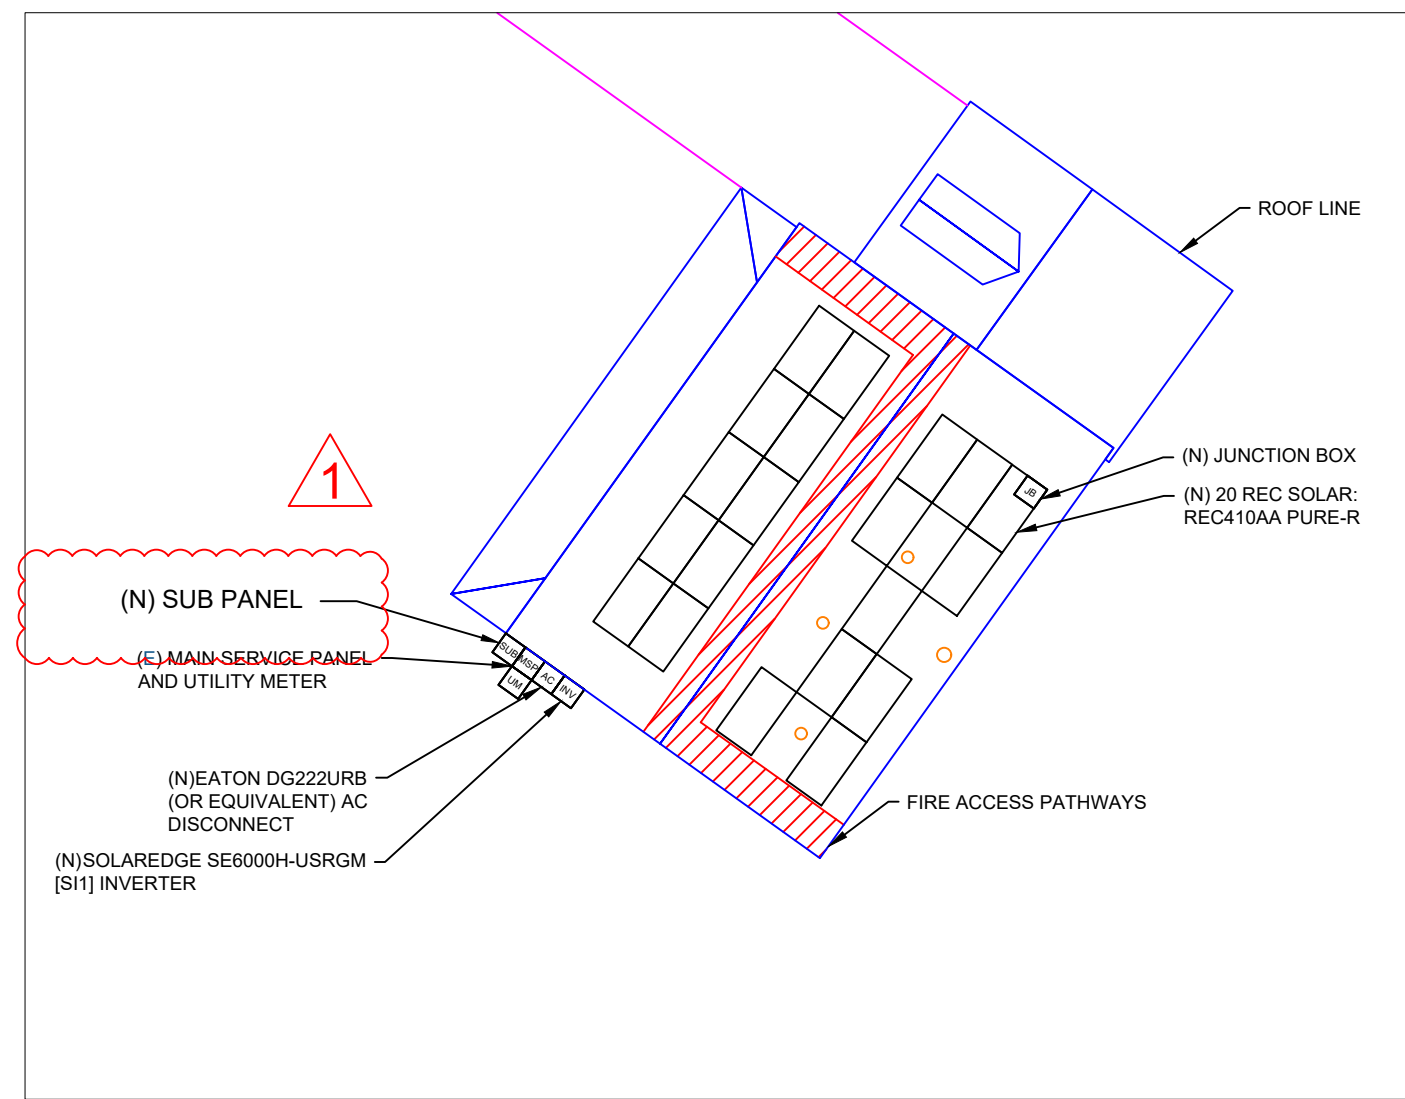 ROOF LINE
(N) JUNCTION BOX
(N) 20 REC SOLAR:
REC410AA PURE-R
JB
1
(N) SUB PANEL
(E) MAIN SERVICE PANEL
AND UTILITY METER
SUB
MSP
UM
AC
INV
(N)EATON DG222URB
(OR EQUIVALENT) AC
DISCONNECT
FIRE ACCESS PATHWAYS
(N)SOLAREDGE SE6000H-USRGM
[SI1] INVERTER